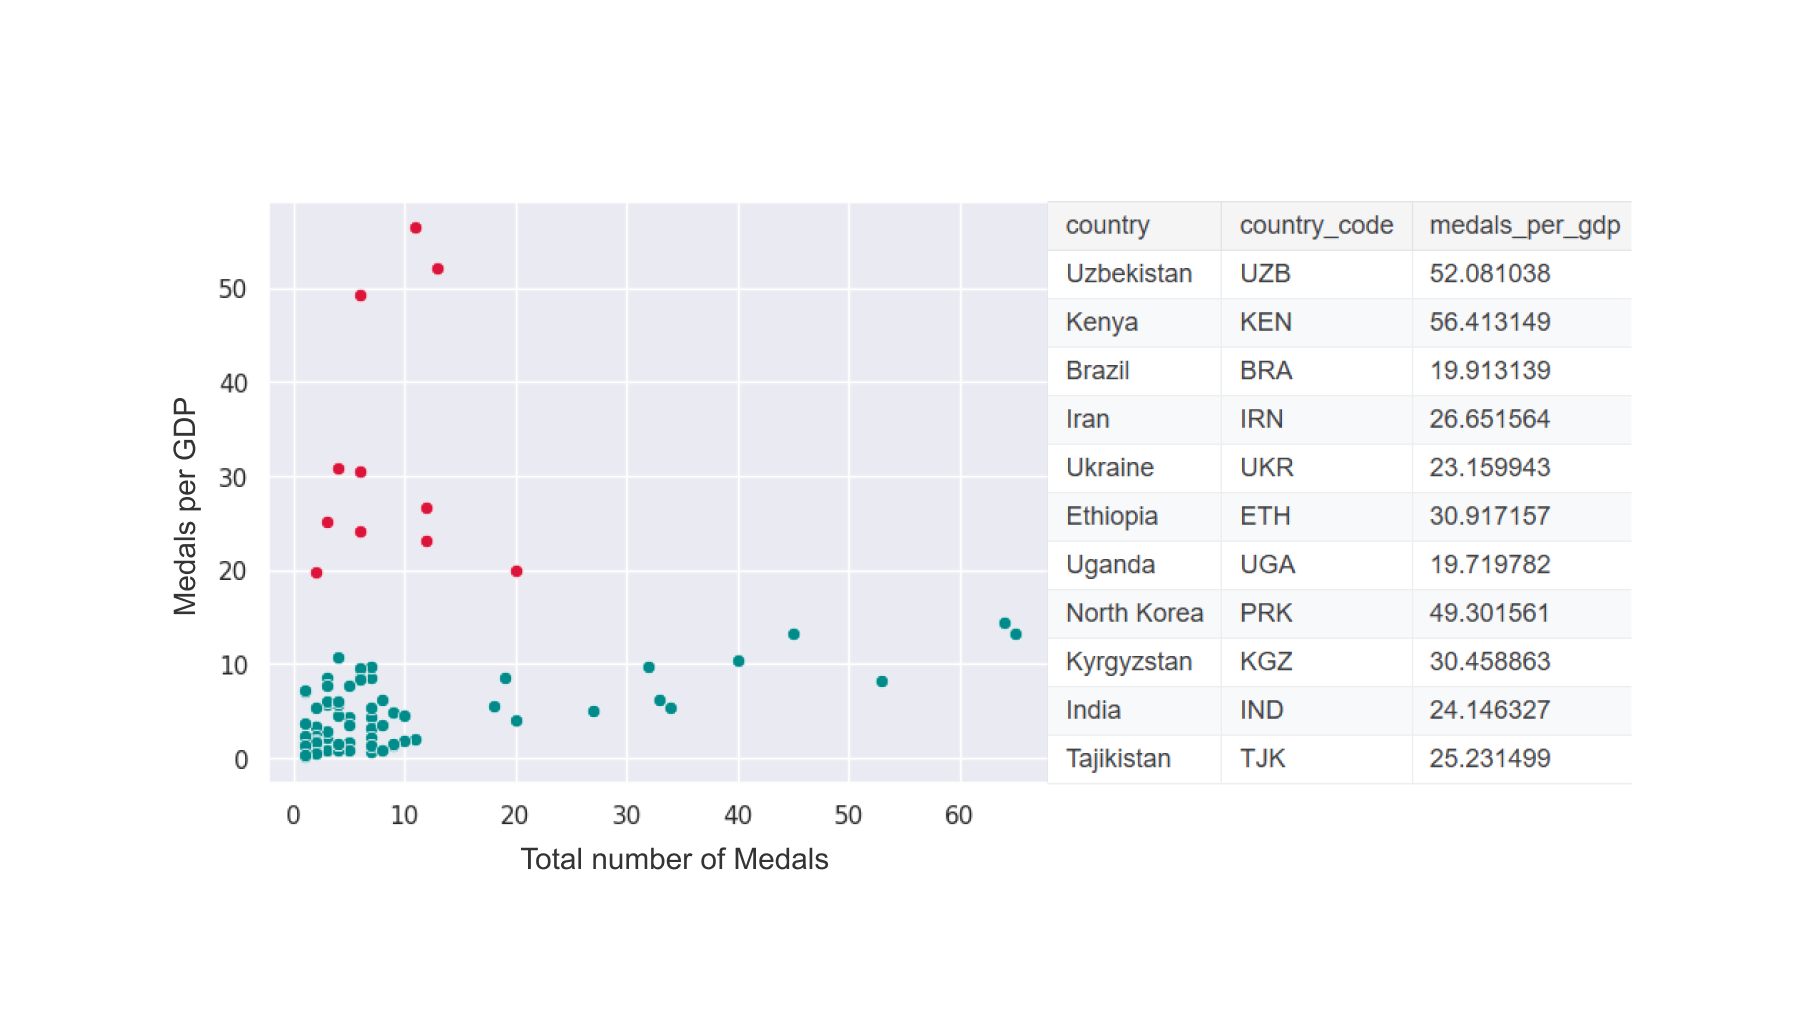 50
40
30
20
10
0
Medals per GDP
0 10 20 30 40 50 60
Total number of Medals
country country_code medals_per_gdp
Uzbekistan UZB 52.081038
Kenya KEN 56.413149
Brazil BRA 19.913139
Iran IRN 26.651564
Ukraine UKR 23.159943
Ethiopia ETH 30.917157
Uganda UGA 19.719782
North Korea PRK 49.301561
Kyrgyzstan KGZ 30.458863
India IND 24.146327
Tajikistan TJK 25.231499